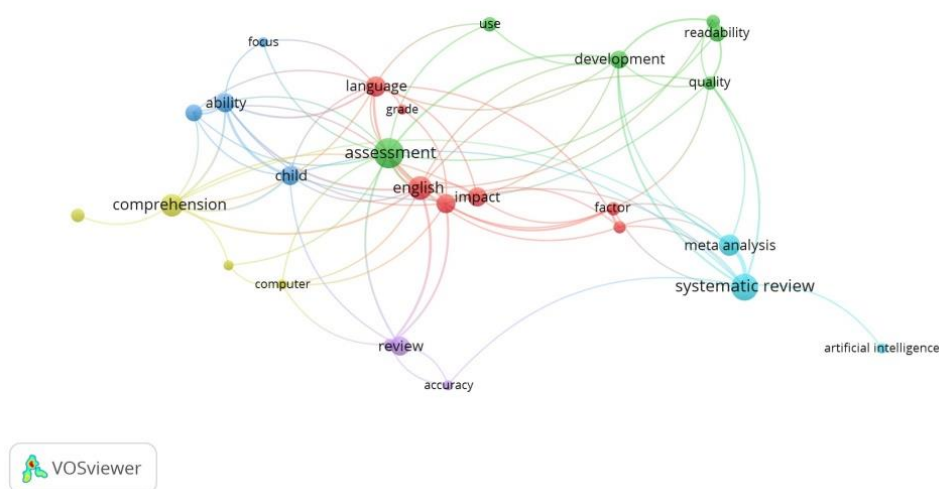 use
readability
focus
development
language
quality
ability
grade
assessment
child
english
impact
comprehension
factor
meta analysis
computer
systematic review
review
artificial intelligence
accuracy
VOSviewer